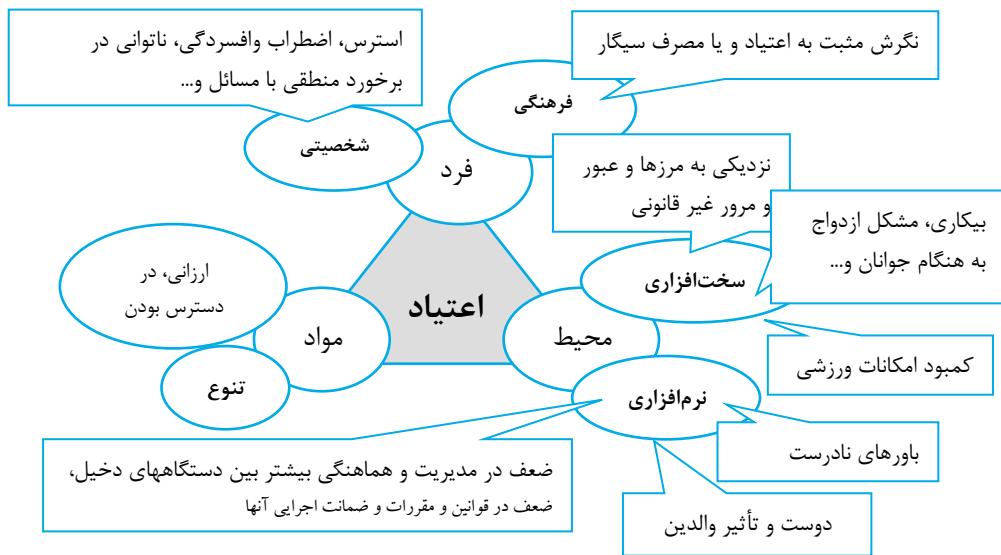 استرس، اضطراب وافسردگی، ناتوانی در
برخورد منطقی با مسائل و...
نگرش مثبت به اعتیاد و یا مصرف سیگار
فرهنگی
شخصیتی
فرد
نزدیکی به مرزها و عبور
و مرور غیر قانونی
بیکاری، مشکل ازدواج
به هنگام جوانان و...
سخت‌افزاری
ارزانی، در
دسترس بودن
اعتیاد
محیط
مواد
کمبود امکانات ورزشی
تنوع
نرم‌افزاری
باورهای نادرست
ضعف در مدیریت و هماهنگی بیشتر بین دستگاههای دخیل،
ضعف در قوانین و مقررات و ضمانت اجرایی آنها
دوست و تأثیر والدین